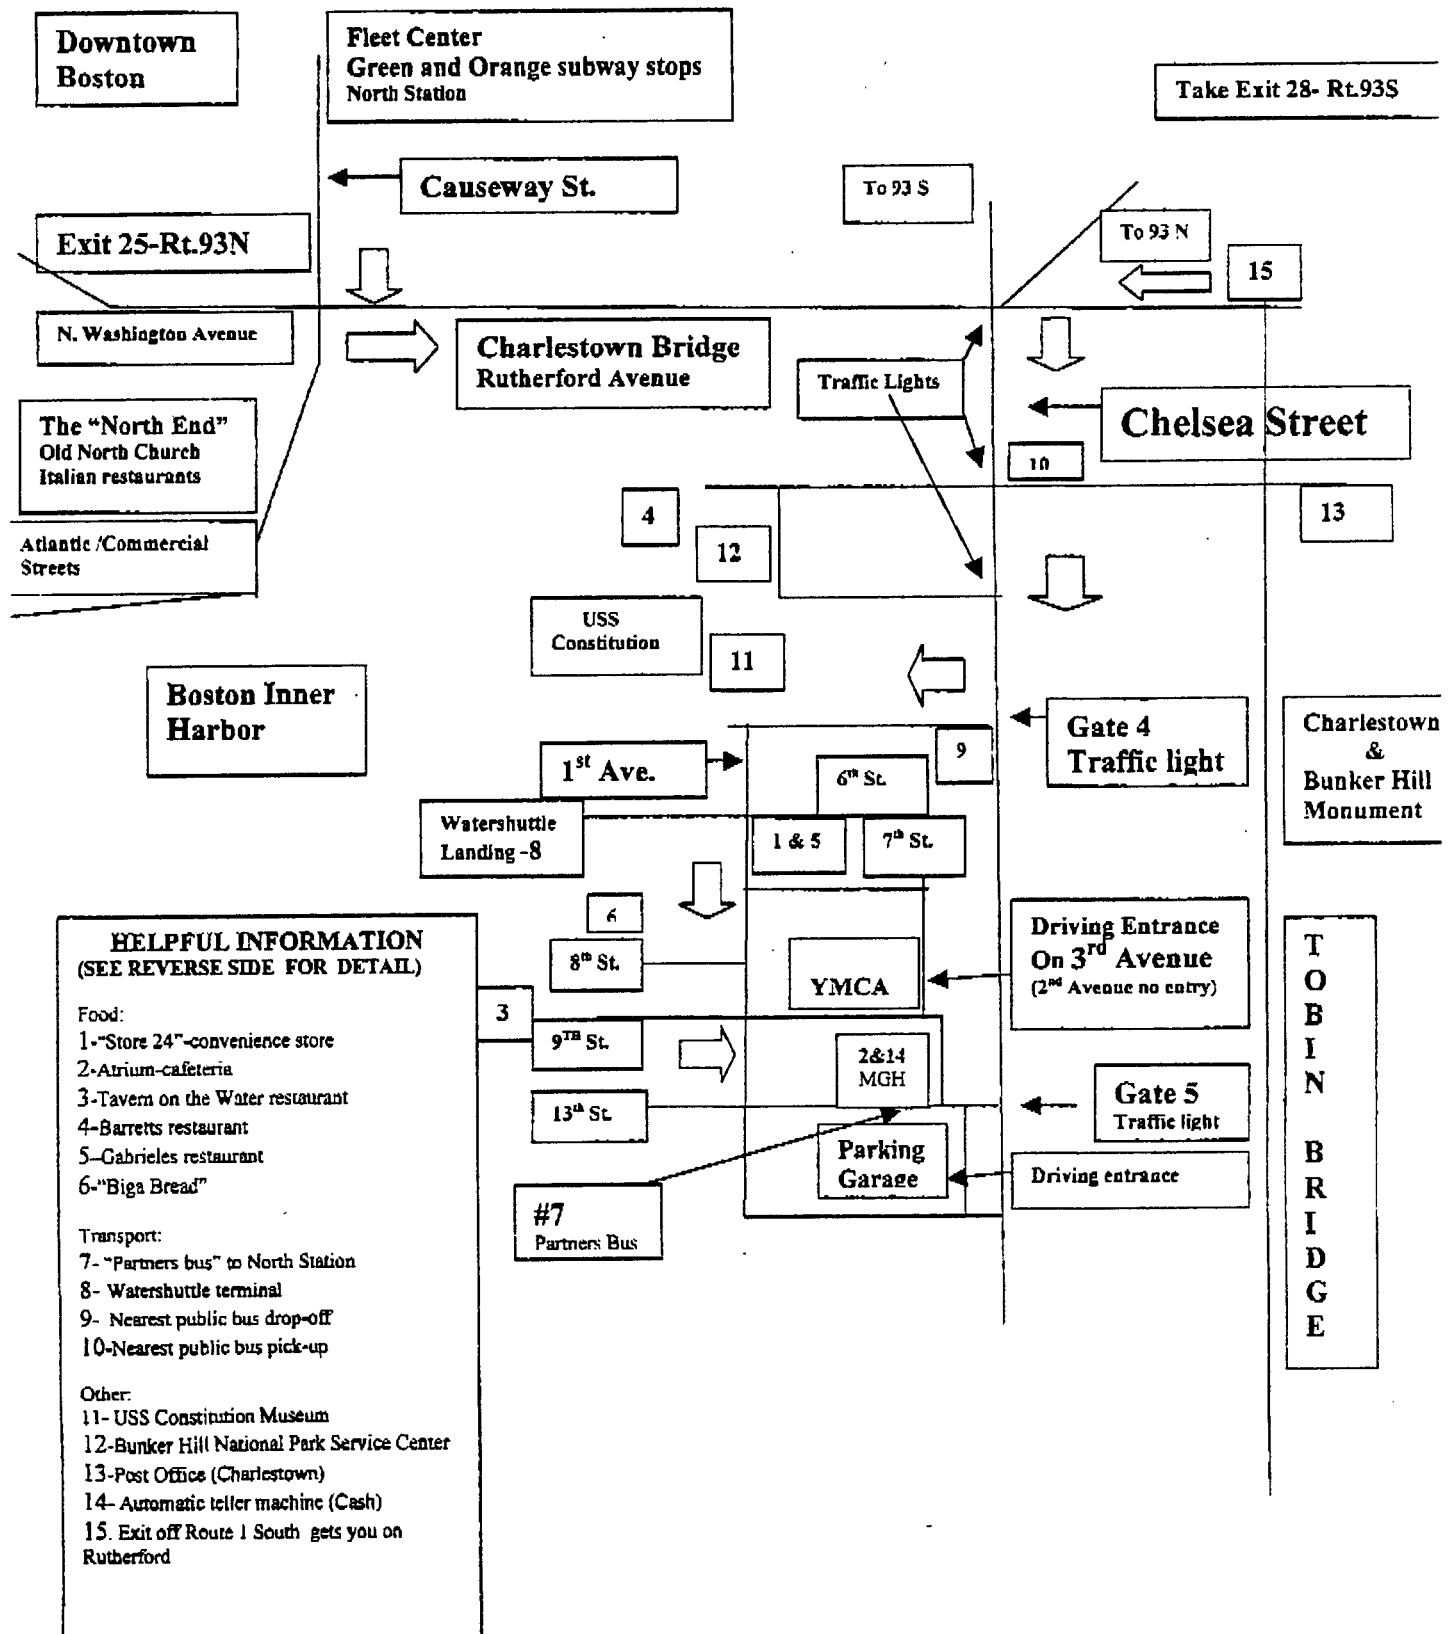 Downtown
Boston
Fleet Center
Green and Orange subway stops
North Station
Take Exit 28- Rt.93S
Causeway St.
To 93 S
Exit 25-Rt.93N
To 93 N
15
N. Washington Avenue
Charlestown Bridge
Rutherford Avenue
Traffic Lights
Chelsea Street
The "North End"
Old North Church
Italian restaurants
10
4
13
Atlantic /Commercial
Streets
12
USS
Constitution
11
Boston Inner
Harbor
Gate 4
Traffic light
Charlestown
&
Bunker Hill
Monument
1st Ave.
9
6th St.
Watershuttle
Landing -8
1 & 5
7th St.
6
8th St.
YMCA
Driving Entrance
On 3rd Avenue
(2nd Avenue no entry)
TOBIN BRIDGE
3
9TH St.
2&14
MGH
13th St.
Gate 5
Traffic light
Parking
Garage
Driving entrance
#7
Partners Bus
HELPFUL INFORMATION
(SEE REVERSE SIDE FOR DETAIL)
Food:
1-"Store 24"-convenience store
2-Atrium-cafeteria
3-Tavern on the Water restaurant
4-Barretts restaurant
5-Gabrieles restaurant
6-"Biga Bread"
Transport:
7- "Partners bus" to North Station
8- Watershuttle terminal
9- Nearest public bus drop-off
10-Nearest public bus pick-up
Other:
11- USS Constitution Museum
12-Bunker Hill National Park Service Center
13-Post Office (Charlestown)
14- Automatic teller machine (Cash)
15. Exit off Route 1 South gets you on
Rutherford